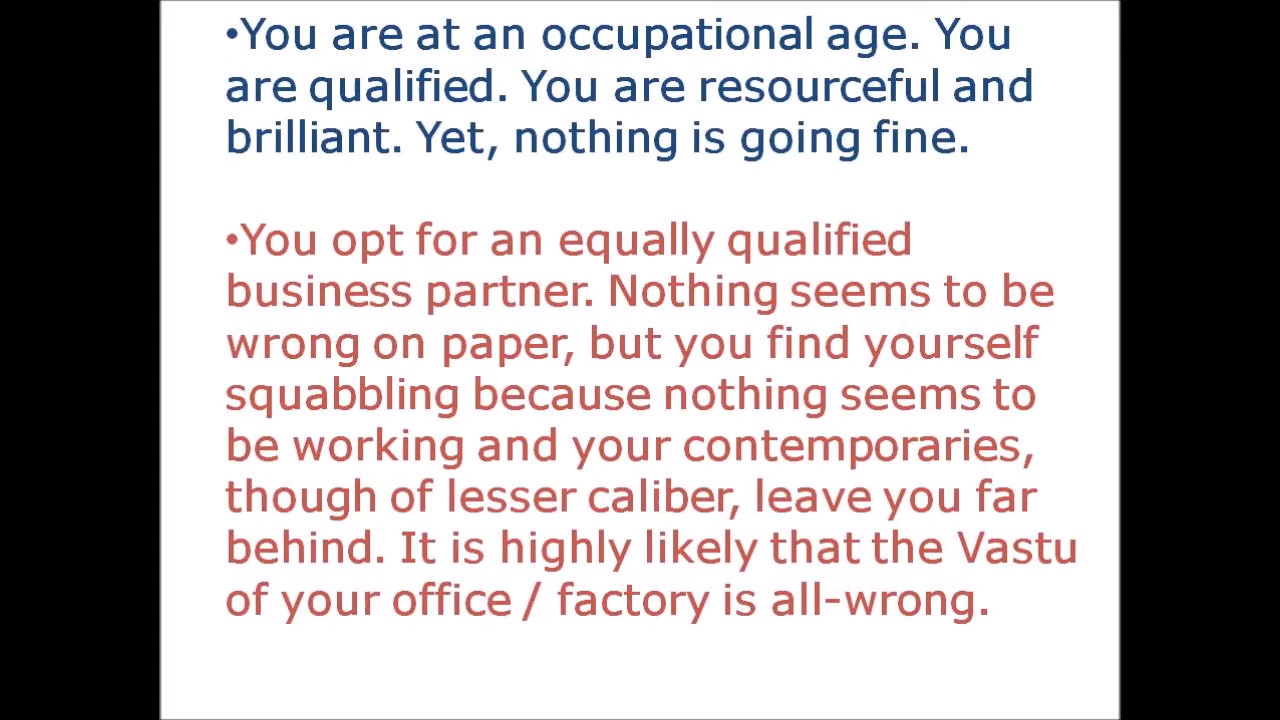 •You are at an occupational age. You
are qualified. You are resourceful and
brilliant. Yet, nothing is going fine.
•You opt for an equally qualified
business partner. Nothing seems to be
wrong on paper, but you find yourself
squabbling because nothing seems to
be working and your contemporaries,
though of lesser caliber, leave you far
behind. It is highly likely that the Vastu
of your office / factory is all-wrong.